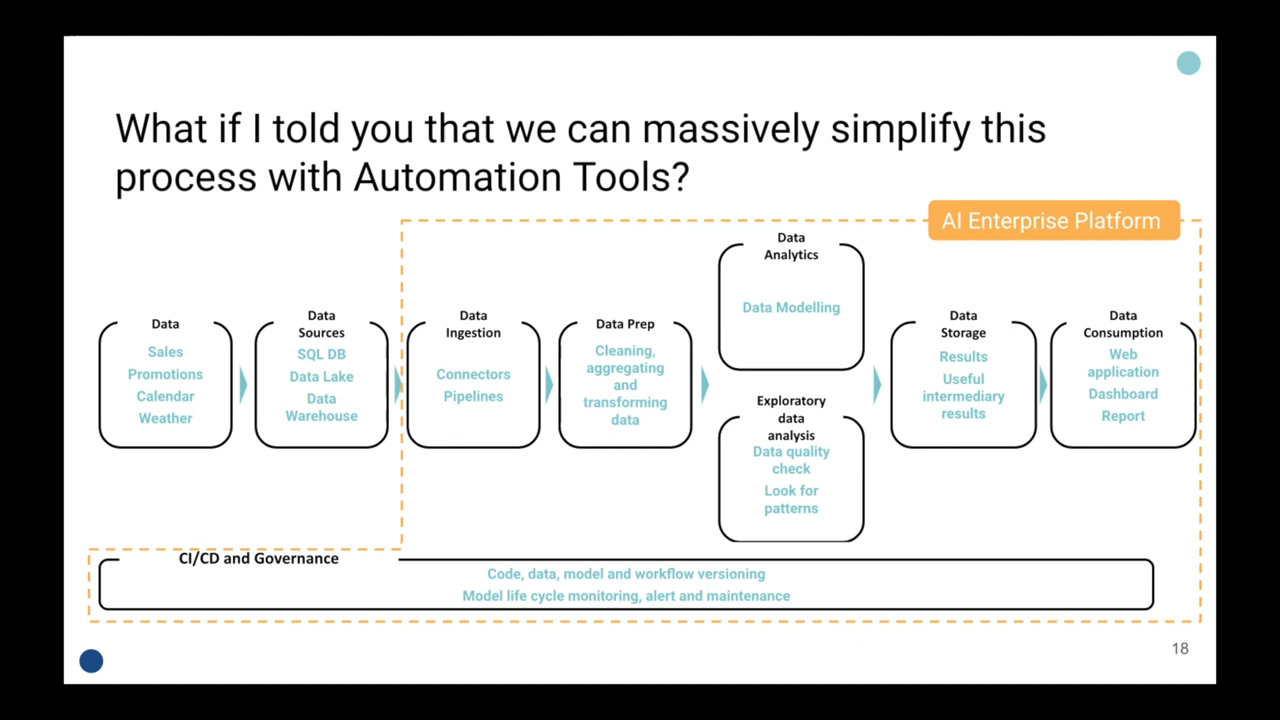 What if I told you that we can massively simplify this
process with Automation Tools?
AI Enterprise Platform
Data
Sales
Promotions
Calendar
Weather
Data
Sources
SQL DB
Data Lake
Data
Warehouse
Data
Ingestion
Connectors
Pipelines
Data Prep
Cleaning,
aggregating
and
transforming
data
Data
Analytics
Data Modelling
Exploratory
data
analysis
Data quality
check
Look for
patterns
Data
Storage
Results
Useful
intermediary
results
Data
Consumption
Web
application
Dashboard
Report
CI/CD and Governance
Code, data, model and workflow versioning
Model life cycle monitoring, alert and maintenance
18